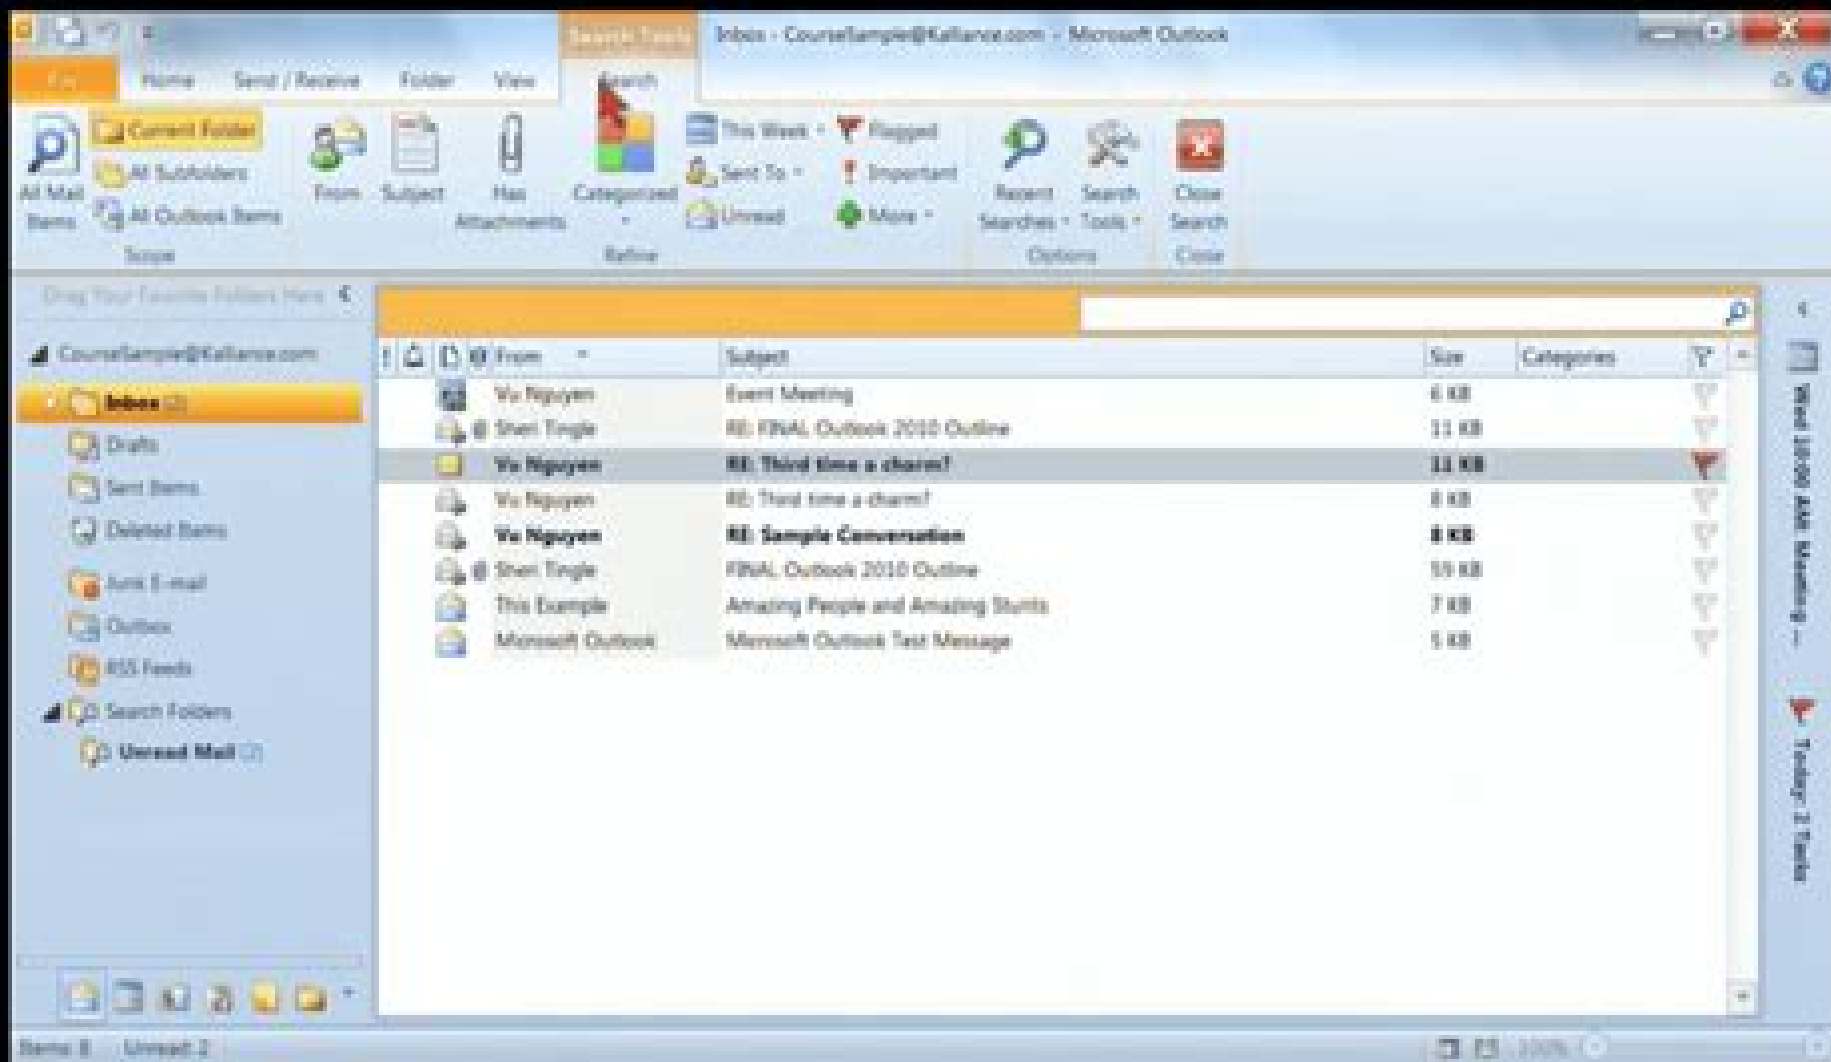 Search Tools
Inbox - CourseSample@Kalliance.com - Microsoft Outlook
File Home Send / Receive Folder View Search
All Mail Items
Current Folder
All Subfolders
All Outlook Items
Scope
From
Subject
Has Attachments
Categorized
This Week
Sent To
Unread
Flagged
Important
More
Refine
Recent Searches
Search Tools
Options
Close Search
Close
Drag Your Favorite Folders Here
CourseSample@Kalliance.com
Inbox (2)
Drafts
Sent Items
Deleted Items
Junk E-mail
Outbox
RSS Feeds
Search Folders
Unread Mail (2)
From Subject Size Categories
Vu Nguyen Event Meeting 6 KB
Sheri Tingle RE: FINAL Outlook 2010 Outline 11 KB
Vu Nguyen RE: Third time a charm? 11 KB
Vu Nguyen RE: Third time a charm? 8 KB
Vu Nguyen RE: Sample Conversation 8 KB
Sheri Tingle FINAL Outlook 2010 Outline 59 KB
This Example Amazing People and Amazing Stunts 7 KB
Microsoft Outlook Microsoft Outlook Test Message 5 KB
Wed 10:00 AM: Meeting ...
Today: 2 Tasks
Items: 8 Unread: 2
100%